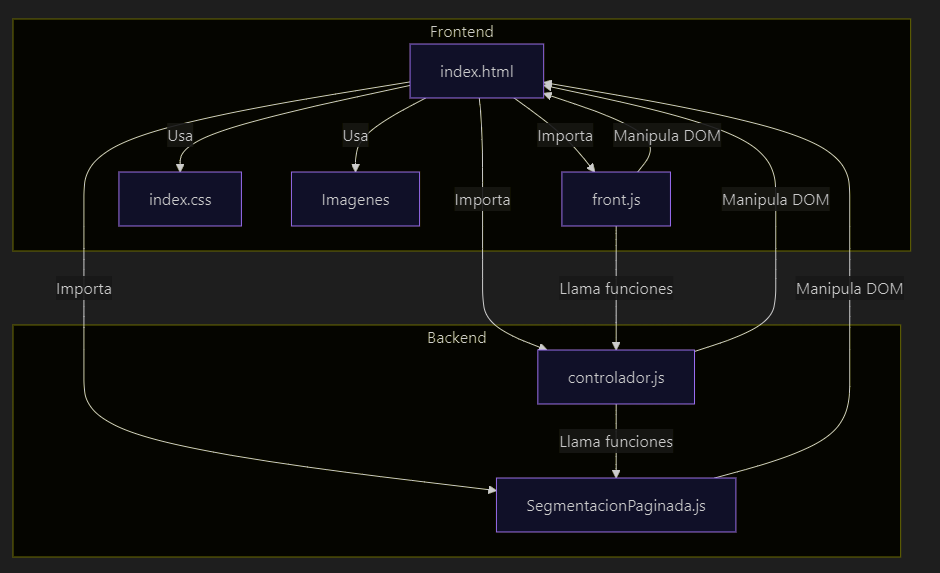 Frontend
index.html
Usa
Usa
Importa
Manipula DOM
index.css
Imagenes
Importa
front.js
Manipula DOM
Importa
Llama funciones
Manipula DOM
Backend
controlador.js
Llama funciones
SegmentacionPaginada.js